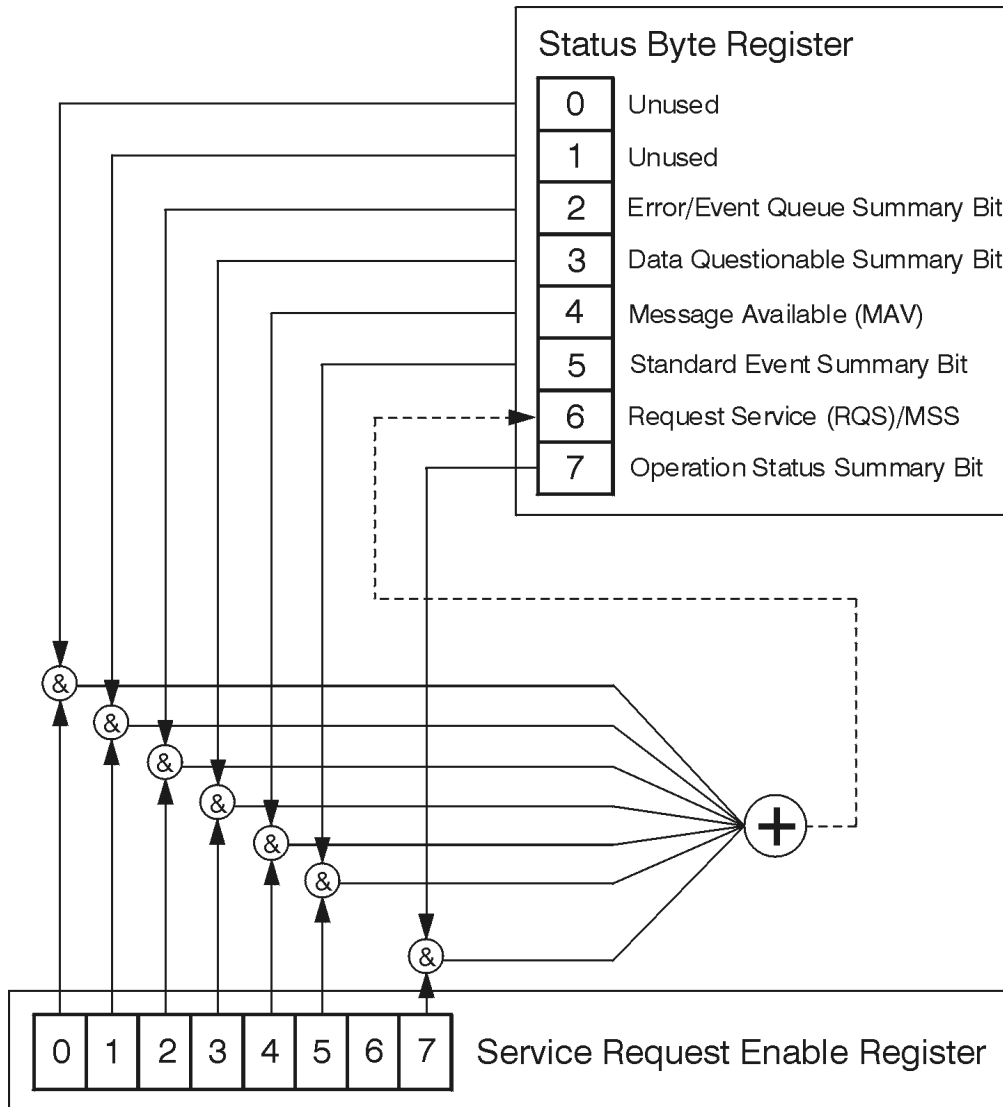 Status Byte Register
0 Unused
1 Unused
2 Error/Event Queue Summary Bit
3 Data Questionable Summary Bit
4 Message Available (MAV)
5 Standard Event Summary Bit
6 Request Service (RQS)/MSS
7 Operation Status Summary Bit
&
&
&
&
+
&
&
&
0 1 2 3 4 5 6 7 Service Request Enable Register